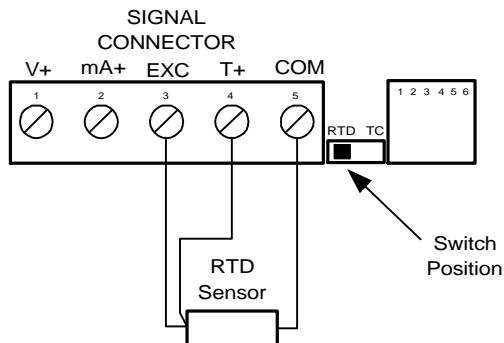 SIGNAL
CONNECTOR
V+ mA+ EXC T+ COM
1 2 3 4 5
1 2 3 4 5 6
RTD TC
Switch
Position
RTD
Sensor